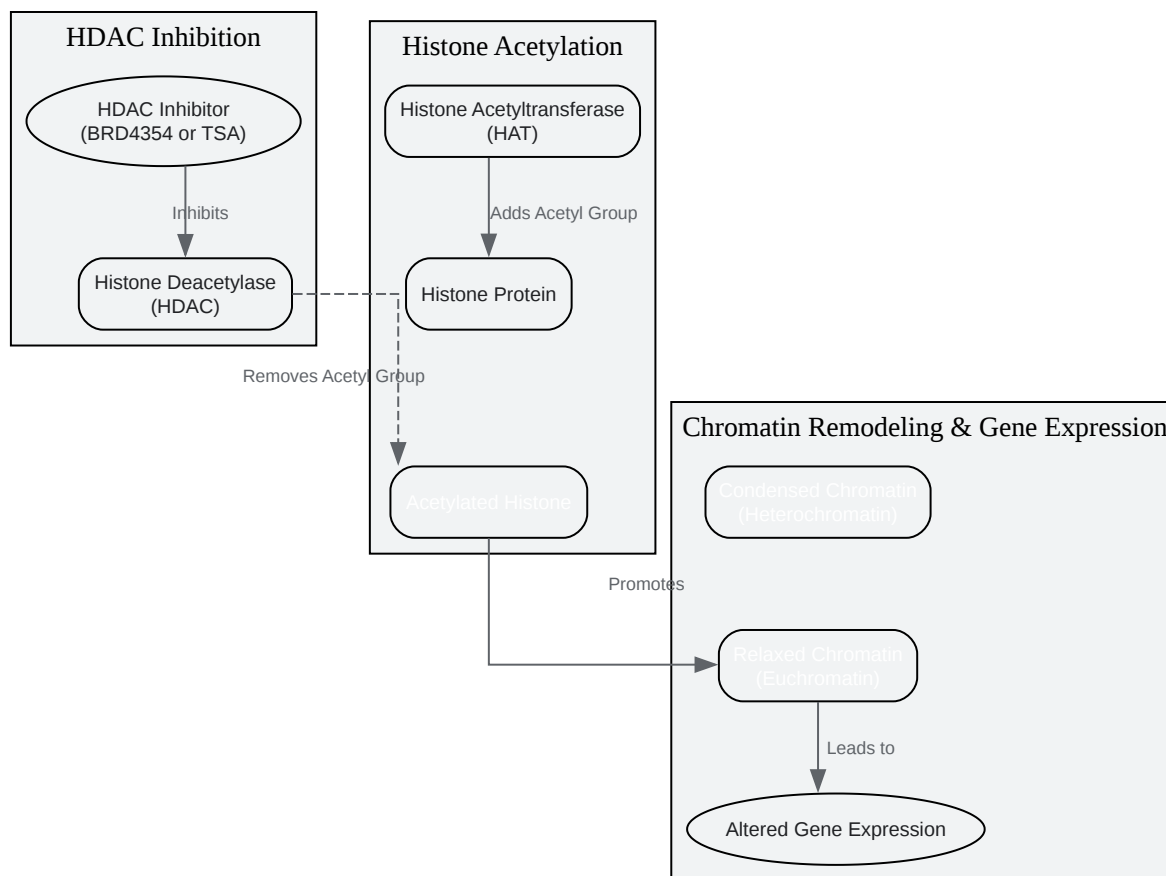 HDAC Inhibition
HDAC Inhibitor
(BRD4354 or TSA)
Inhibits
Histone Deacetylase
(HDAC)
Removes Acetyl Group
Histone Acetylation
Histone Acetyltransferase
(HAT)
Adds Acetyl Group
Histone Protein
Acetylated Histone
Promotes
Chromatin Remodeling & Gene Expression
Condensed Chromatin
(Heterochromatin)
Relaxed Chromatin
(Euchromatin)
Leads to
Altered Gene Expression